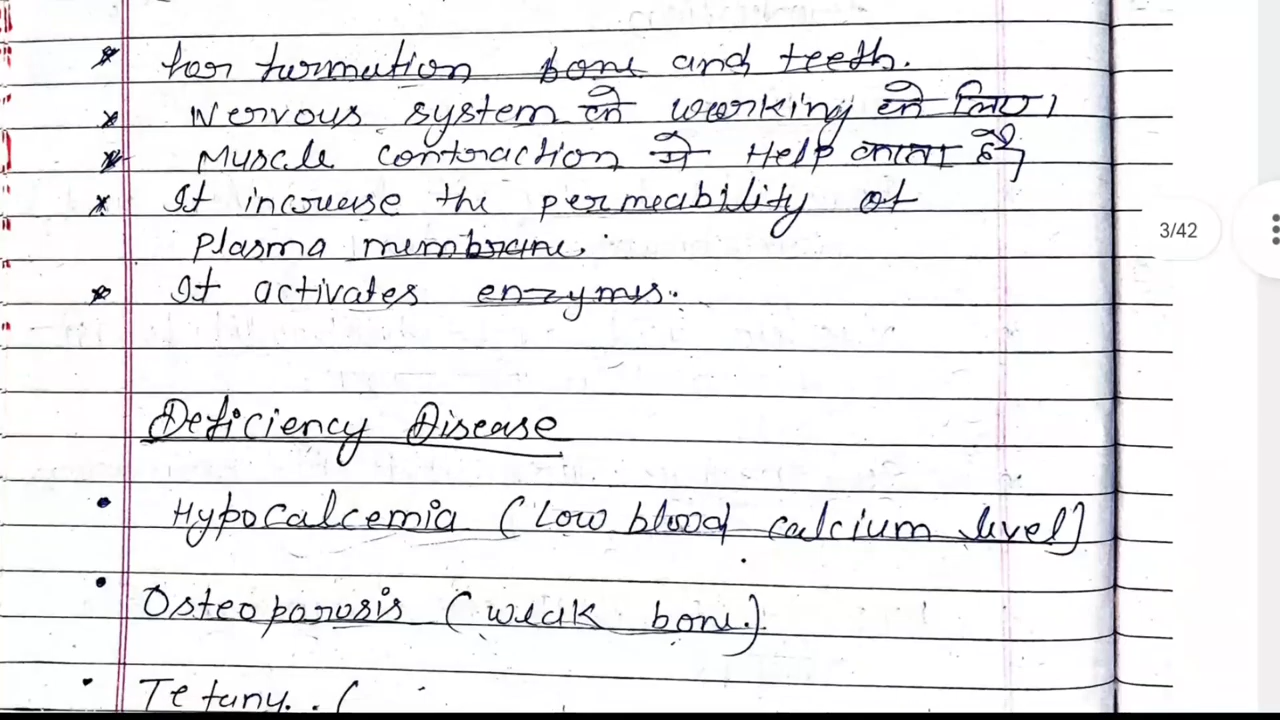 * for formation bone and teeth.
* Nervous system के working के लिए।
* Muscle contraction मे Help करता है
* It increase the permeability of
plasma membrane.
* It activates enzymes.
Deficiency Disease
• Hypocalcemia (Low blood calcium level)
• Osteoporosis (weak bone.)
• Tetany. (
3/42